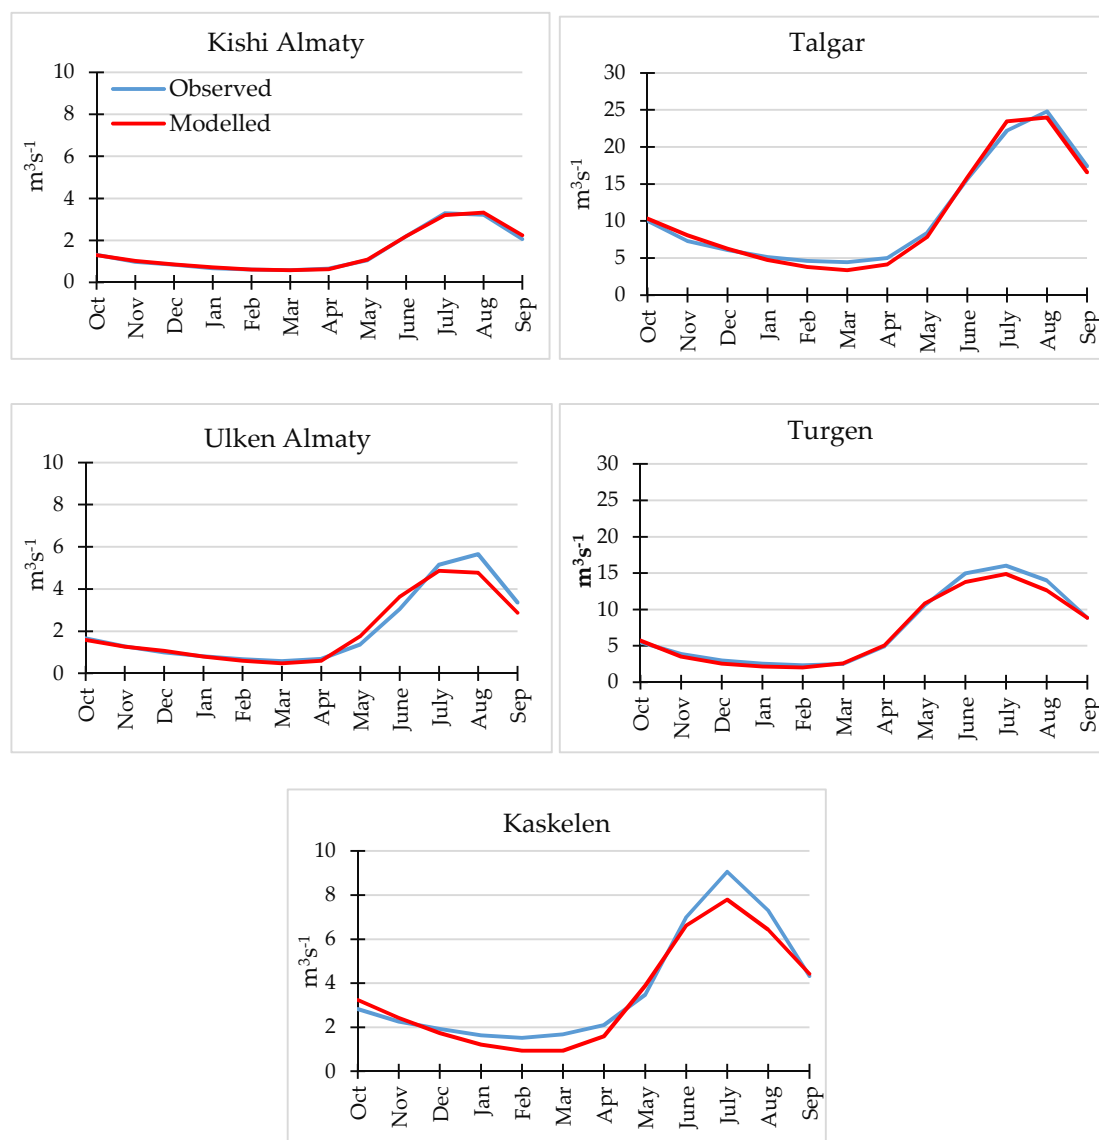 Kishi Almaty
10
8
6
4
2
0
m³s⁻¹
Observed
Modelled
Oct Nov Dec Jan Feb Mar Apr May June July Aug Sep
Talgar
30
25
20
15
10
5
0
m³s⁻¹
Oct Nov Dec Jan Feb Mar Apr May June July Aug Sep
Ulken Almaty
10
8
6
4
2
0
m³s⁻¹
Oct Nov Dec Jan Feb Mar Apr May June July Aug Sep
Turgen
30
25
20
15
10
5
0
m³s⁻¹
Oct Nov Dec Jan Feb Mar Apr May June July Aug Sep
Kaskelen
10
8
6
4
2
0
m³s⁻¹
Oct Nov Dec Jan Feb Mar Apr May June July Aug Sep